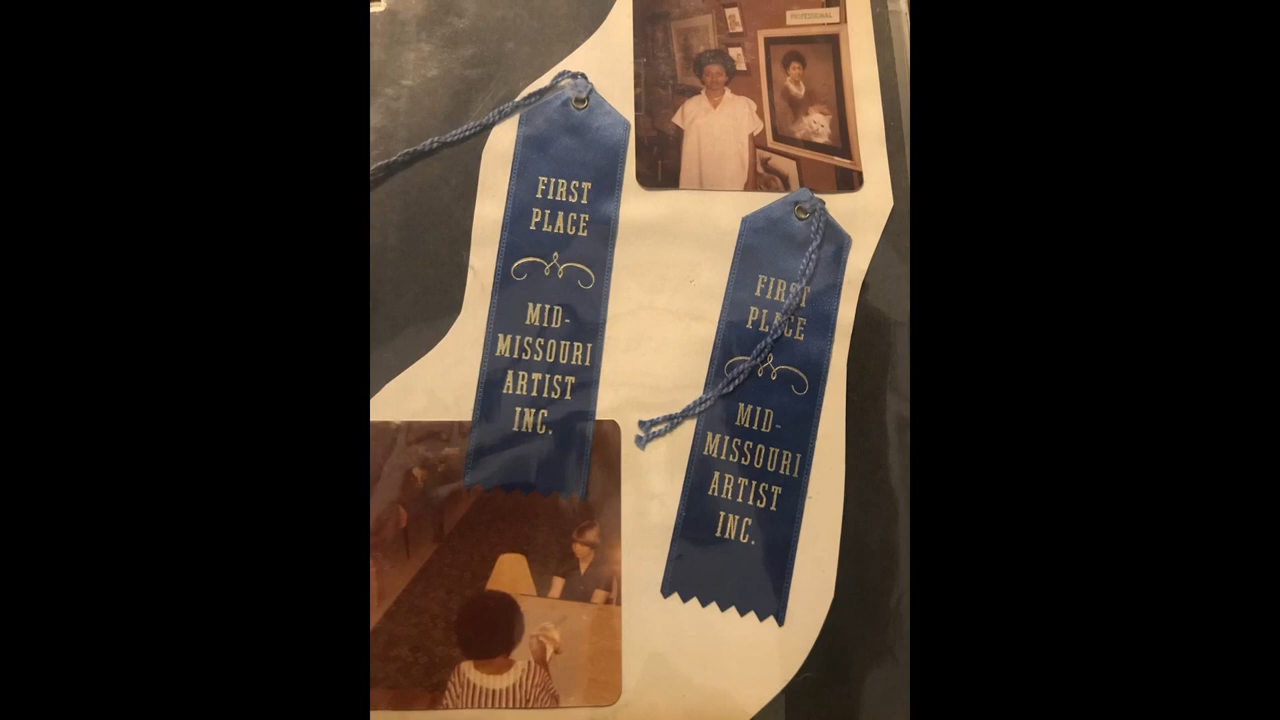 PROFESSIONAL
FIRST
PLACE
MID-
MISSOURI
ARTIST
INC.
FIRST
PLACE
MID-
MISSOURI
ARTIST
INC.